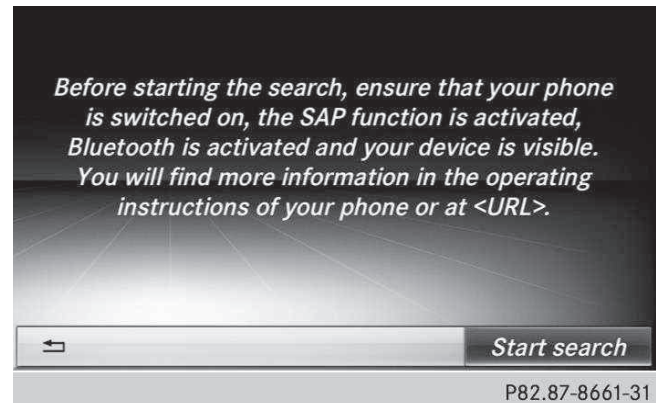 Before starting the search, ensure that your phone
is switched on, the SAP function is activated,
Bluetooth is activated and your device is visible.
You will find more information in the operating
instructions of your phone or at <URL>.
Start search
P82.87-8661-31